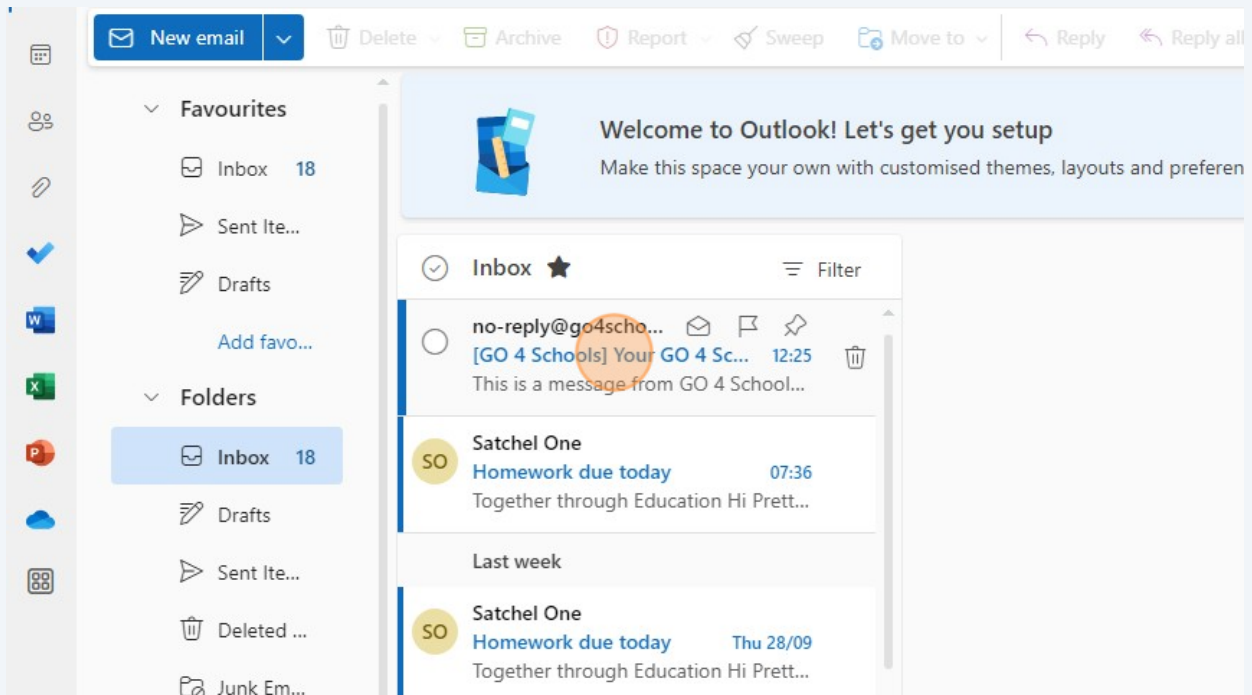 New email
Delete
Archive
Report
Sweep
Move to
Reply
Reply all
Favourites
Inbox 18
Sent Ite...
Drafts
Add favo...
Folders
Inbox 18
Drafts
Sent Ite...
Deleted ...
Junk Em...
Welcome to Outlook! Let's get you setup
Make this space your own with customised themes, layouts and preferen
Inbox
Filter
no-reply@go4scho...
[GO 4 Schools] Your GO 4 Sc... 12:25
This is a message from GO 4 School...
SO
Satchel One
Homework due today 07:36
Together through Education Hi Prett...
Last week
SO
Satchel One
Homework due today Thu 28/09
Together through Education Hi Prett...